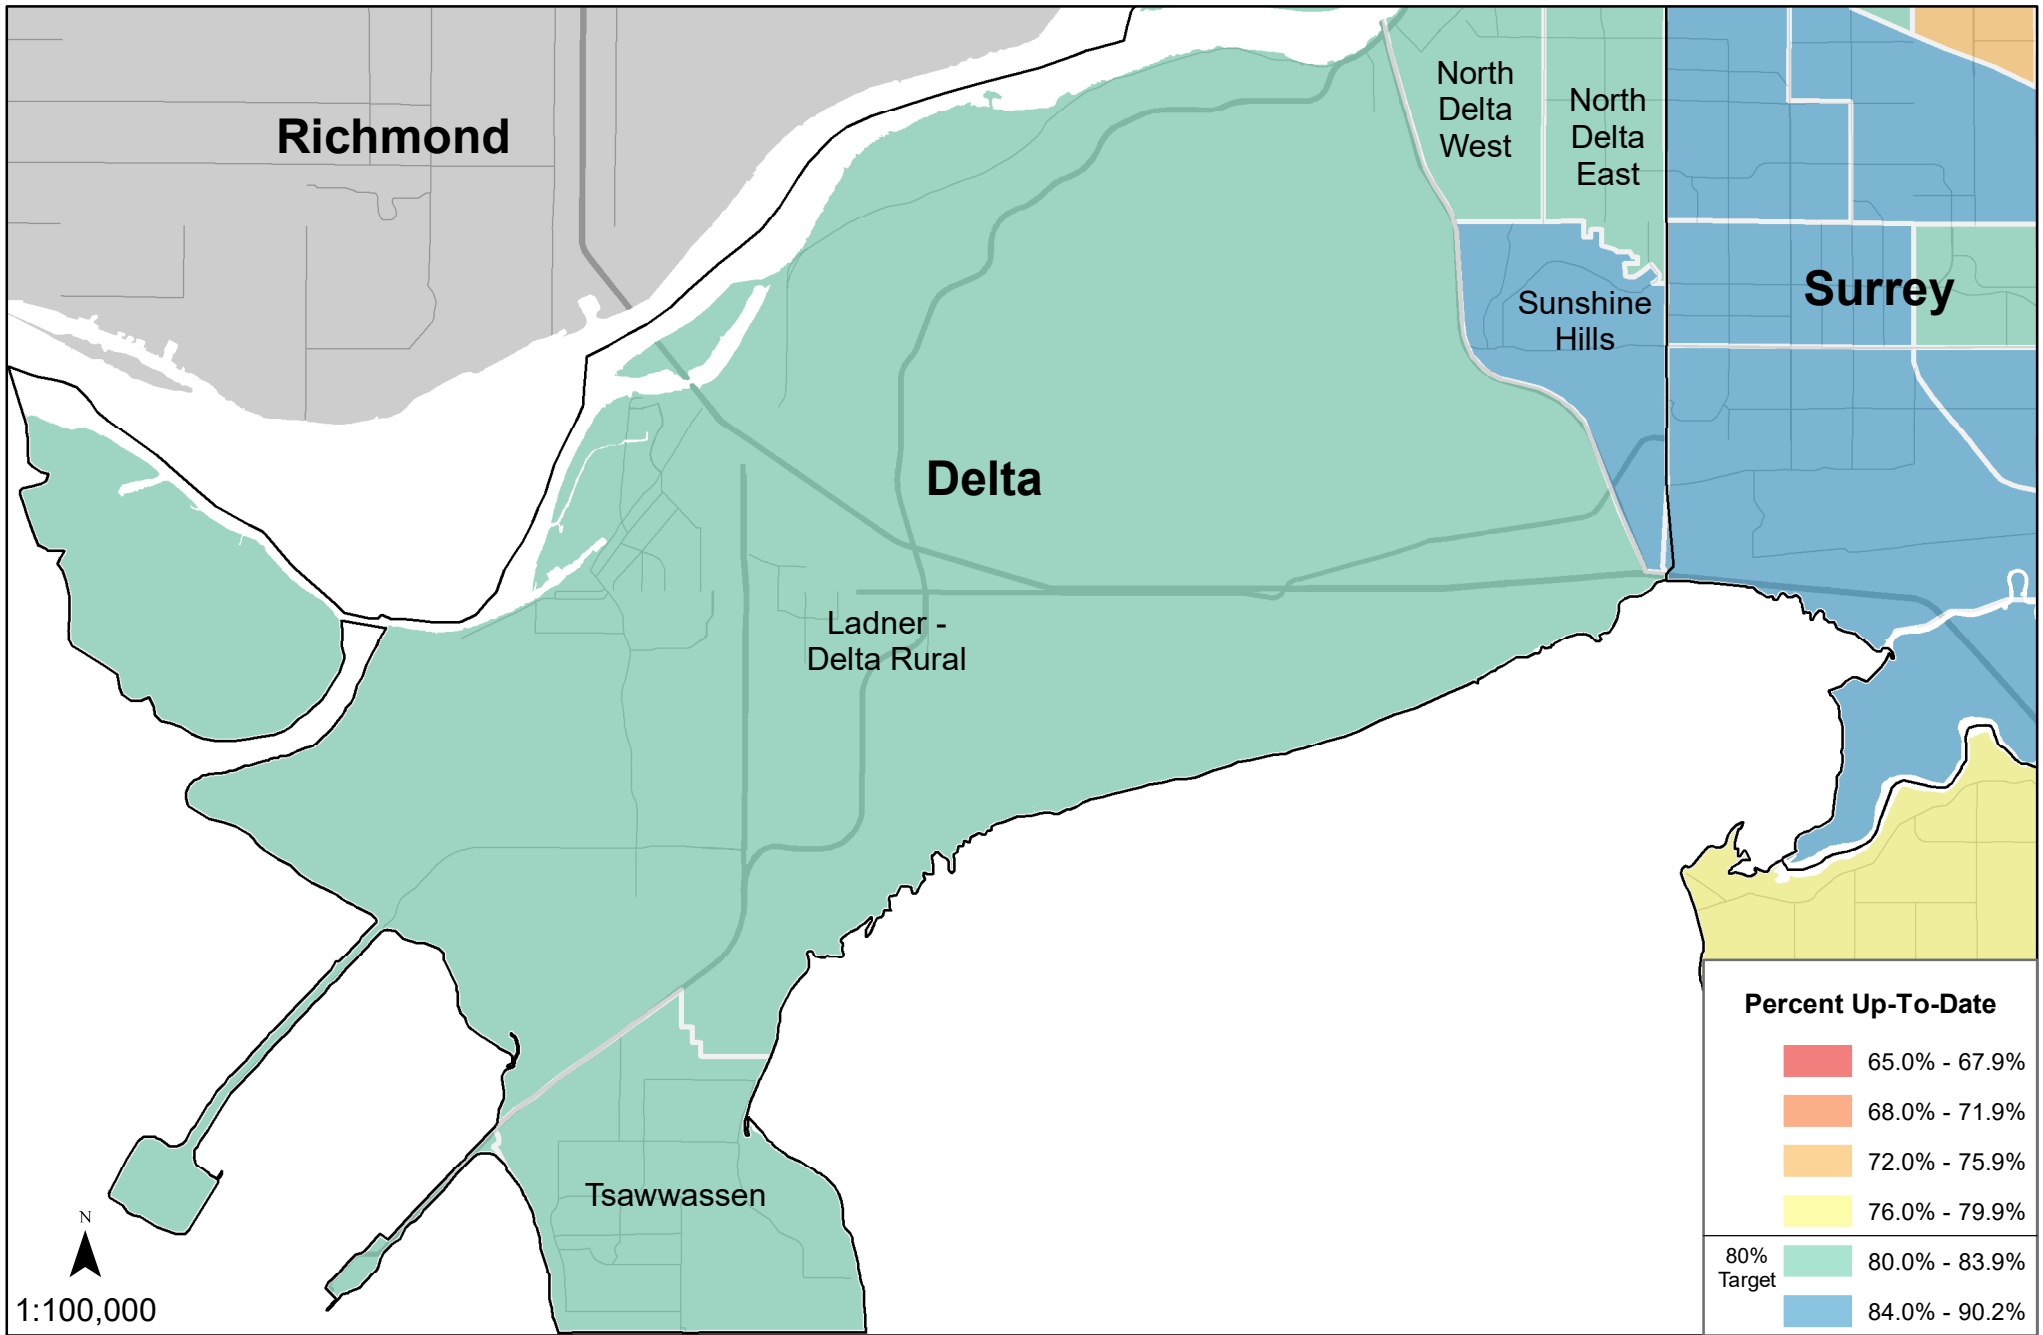 Richmond
North
Delta
West
North
Delta
East
Surrey
Sunshine
Hills
Delta
Ladner -
Delta Rural
Tsawwassen
N
1:100,000
Percent Up-To-Date
65.0% - 67.9%
68.0% - 71.9%
72.0% - 75.9%
76.0% - 79.9%
80%
Target
80.0% - 83.9%
84.0% - 90.2%